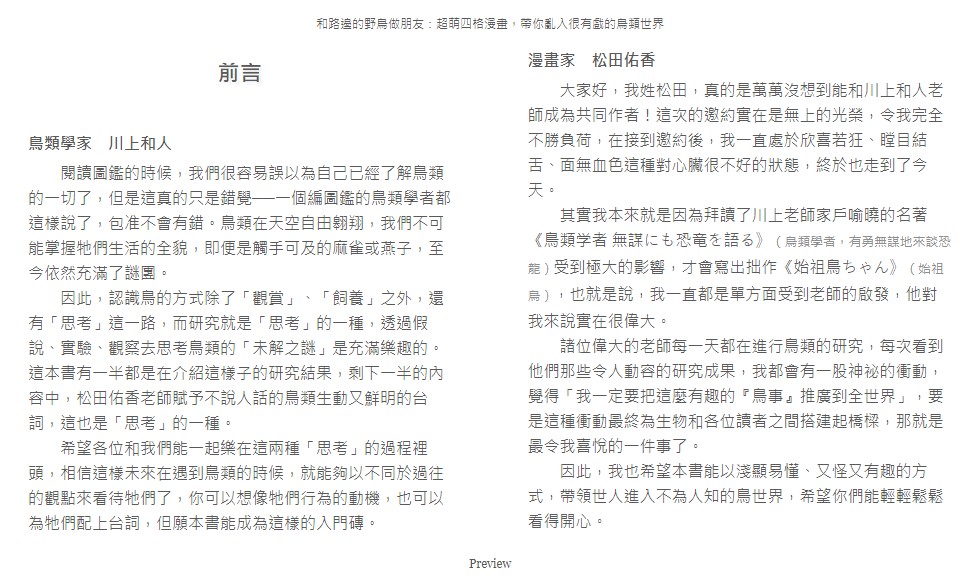 和路邊的野鳥做朋友：超萌四格漫畫，帶你亂入很有戲的鳥類世界
前言
鳥類學家　川上和人
閱讀圖鑑的時候，我們很容易誤以為自己已經了解鳥類
的一切了，但是這真的只是錯覺──一個編圖鑑的鳥類學者都
這樣說了，包准不會有錯。鳥類在天空自由翱翔，我們不可
能掌握牠們生活的全貌，即便是觸手可及的麻雀或燕子，至
今依然充滿了謎團。
因此，認識鳥的方式除了「觀賞」、「飼養」之外，還
有「思考」這一路，而研究就是「思考」的一種，透過假
說、實驗、觀察去思考鳥類的「未解之謎」是充滿樂趣的。
這本書有一半都是在介紹這樣子的研究結果，剩下一半的內
容中，松田佑香老師賦予不說人話的鳥類生動又鮮明的台
詞，這也是「思考」的一種。
希望各位和我們能一起樂在這兩種「思考」的過程裡
頭，相信這樣未來在遇到鳥類的時候，就能夠以不同於過往
的觀點來看待牠們了，你可以想像牠們行為的動機，也可以
為牠們配上台詞，但願本書能成為這樣的入門磚。
漫畫家　松田佑香
大家好，我姓松田，真的是萬萬沒想到能和川上和人老
師成為共同作者！這次的邀約實在是無上的光榮，令我完全
不勝負荷，在接到邀約後，我一直處於欣喜若狂、瞠目結
舌、面無血色這種對心臟很不好的狀態，終於也走到了今
天。
其實我本來就是因為拜讀了川上老師家戶喻曉的名著
《鳥類学者 無謀にも恐竜を語る》（鳥類學者，有勇無謀地來談恐
龍）受到極大的影響，才會寫出拙作《始祖鳥ちゃん》（始祖
鳥），也就是說，我一直都是單方面受到老師的啟發，他對
我來說實在很偉大。
諸位偉大的老師每一天都在進行鳥類的研究，每次看到
他們那些令人動容的研究成果，我都會有一股神祕的衝動，
覺得「我一定要把這麼有趣的『鳥事』推廣到全世界」，要
是這種衝動最終為生物和各位讀者之間搭建起橋樑，那就是
最令我喜悅的一件事了。
因此，我也希望本書能以淺顯易懂、又怪又有趣的方
式，帶領世人進入不為人知的鳥世界，希望你們能輕輕鬆鬆
看得開心。
Preview